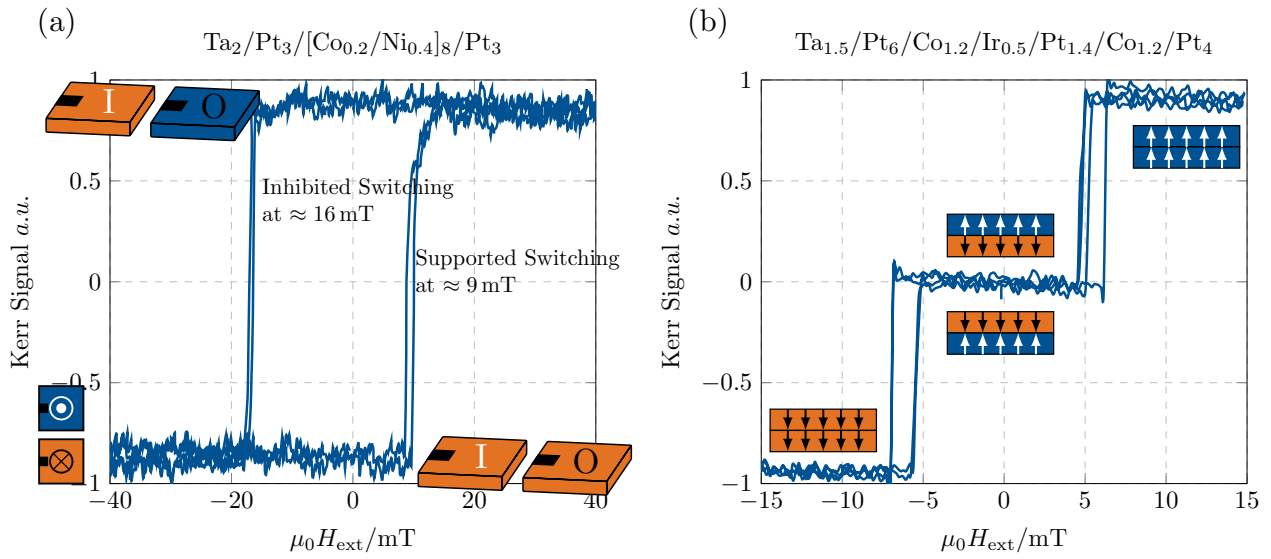 (a)
Ta2/Pt3/[Co0.2/Ni0.4]8/Pt3
1
0.5
0
−0.5
−1
Kerr Signal a.u.
I
O
Inhibited Switching
at ≈ 16 mT
Supported Switching
at ≈ 9 mT
I
O
−40
−20
0
20
40
μ0Hext/mT
(b)
Ta1.5/Pt6/Co1.2/Ir0.5/Pt1.4/Co1.2/Pt4
1
0.5
0
−0.5
−1
Kerr Signal a.u.
−15
−10
−5
0
5
10
15
μ0Hext/mT